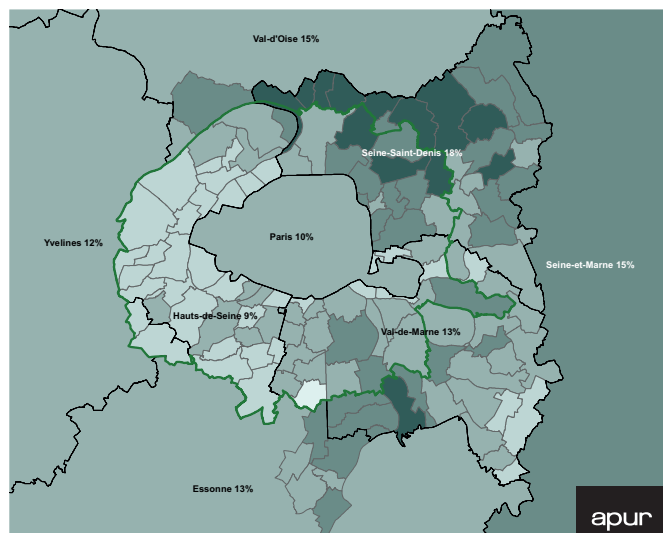 Val-d'Oise 15%
Seine-Saint-Denis 18%
Paris 10%
Yvelines 12%
Seine-et-Marne 15%
Hauts-de-Seine 9%
Val-de-Marne 13%
Essonne 13%
apur